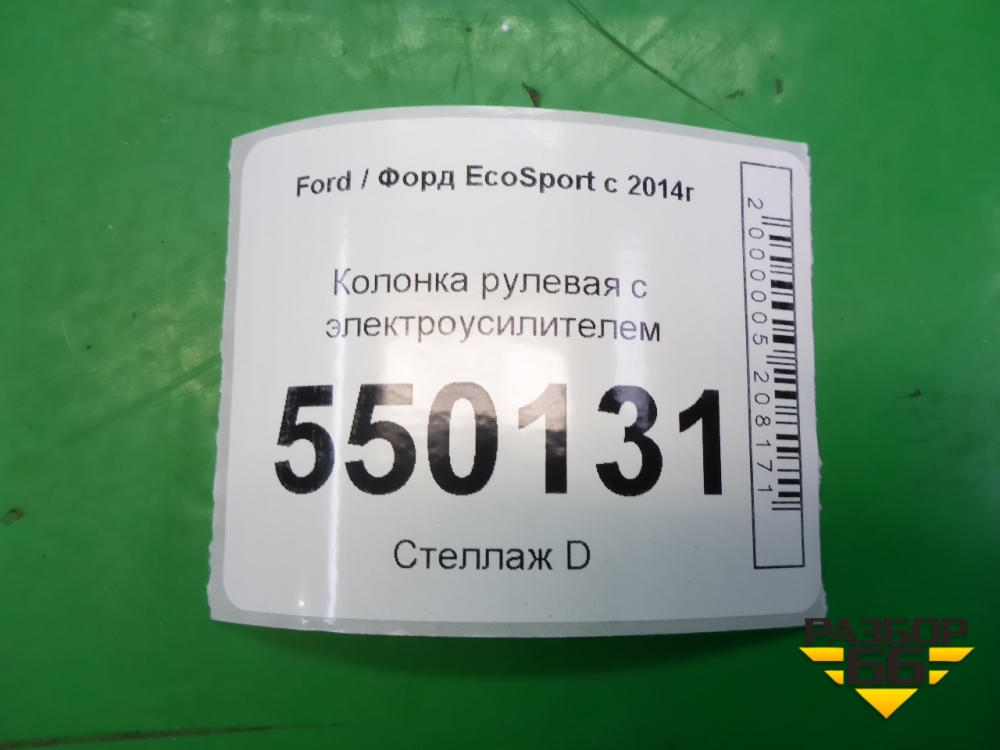 Ford / Форд EcoSport с 2014г
Колонка рулевая с
электроусилителем
550131
Стеллаж D
2000005208171
РАЗБОР
66